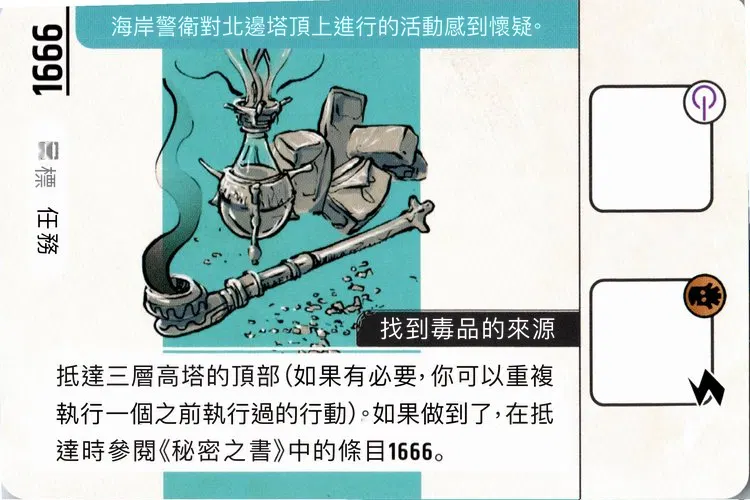 海岸警衛對北邊塔頂上進行的活動感到懷疑。
1666
標
任務
找到毒品的來源
抵達三層高塔的頂部(如果有必要,你可以重複
執行一個之前執行過的行動)。如果做到了,在抵
達時參閱《秘密之書》中的條目1666。